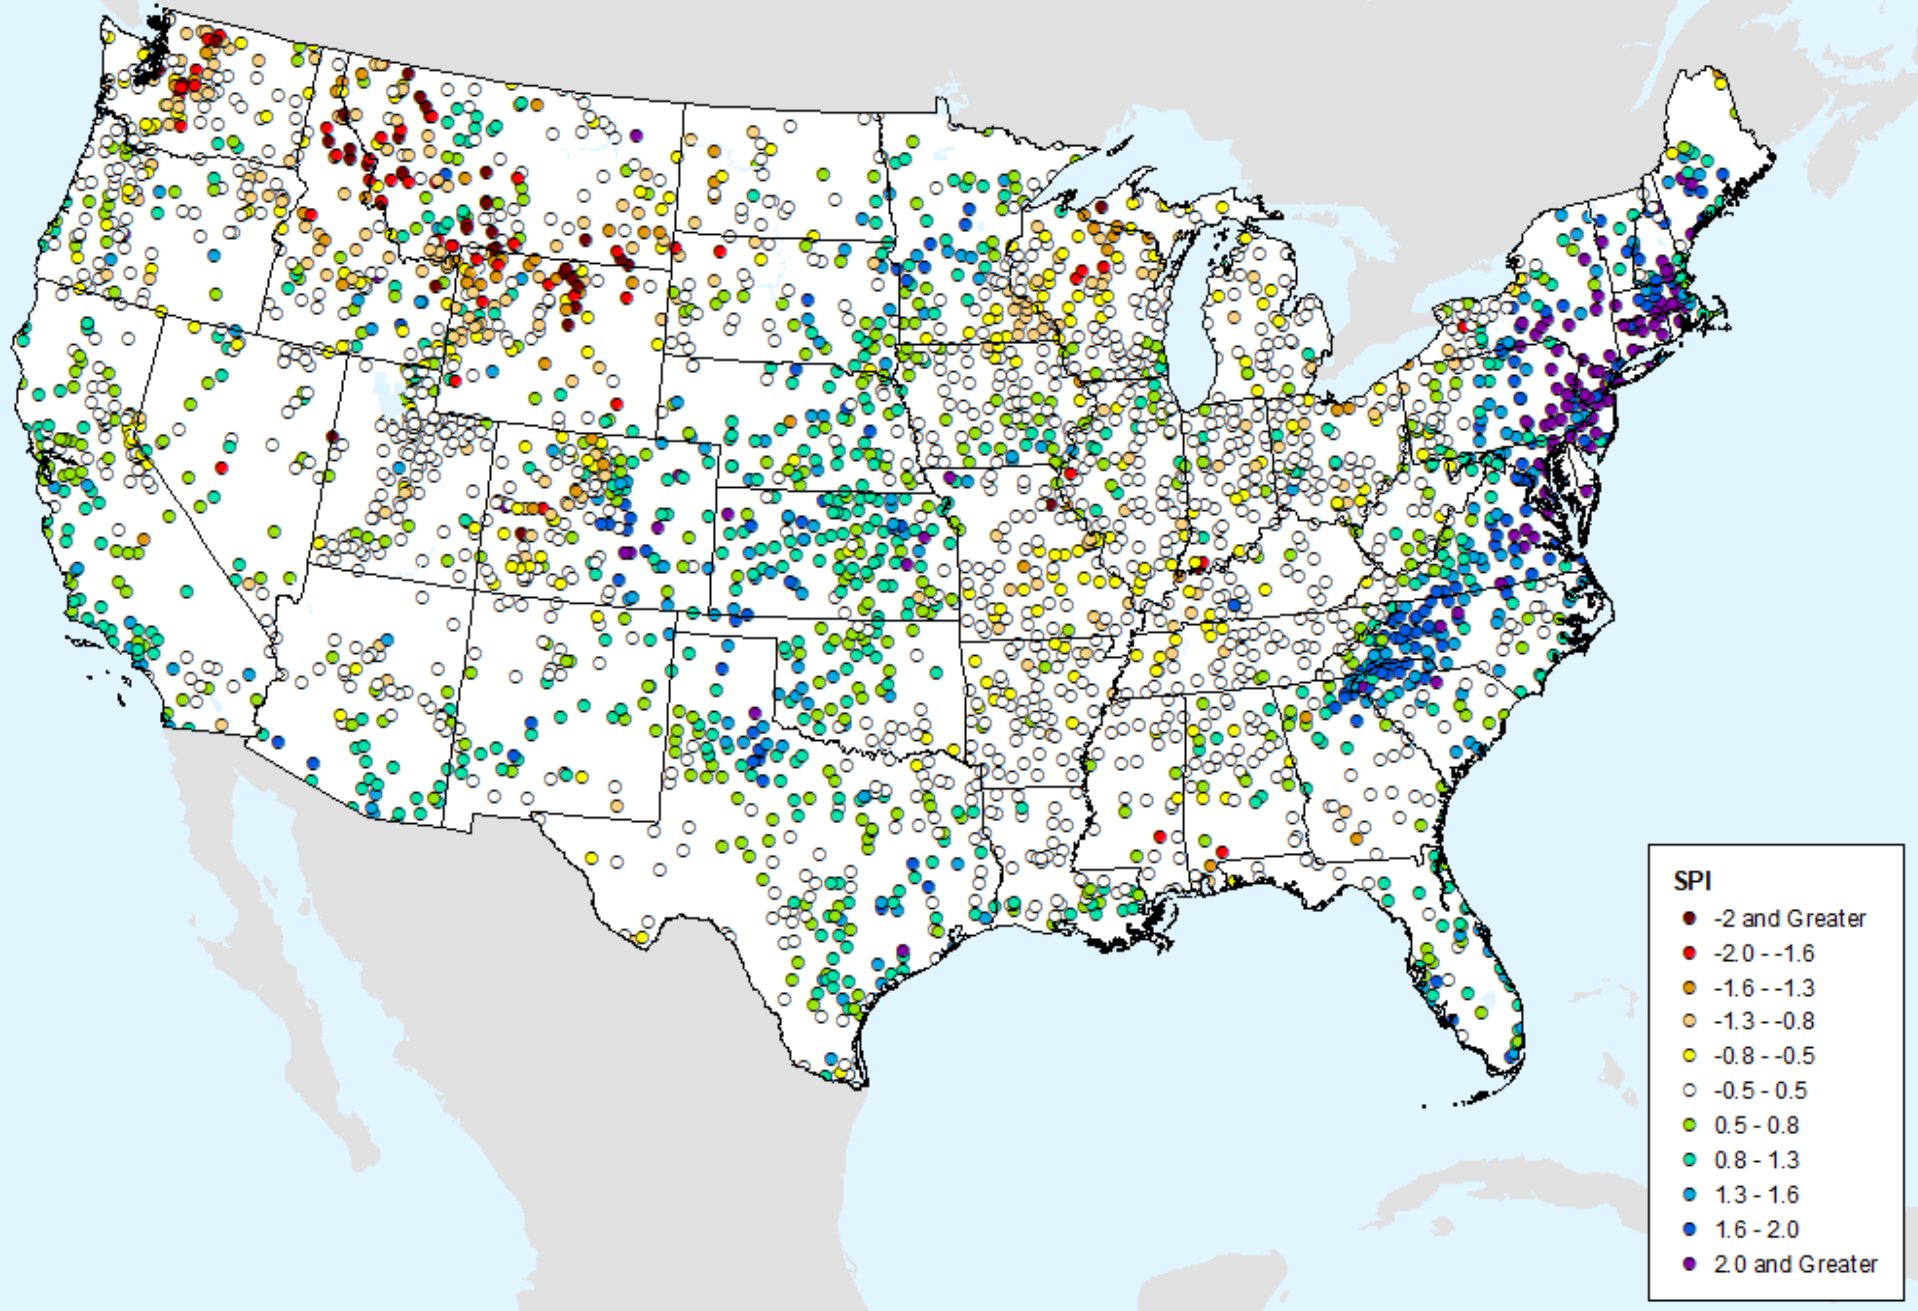 SPI
-2 and Greater
-2.0 - -1.6
-1.6 - -1.3
-1.3 - -0.8
-0.8 - -0.5
-0.5 - 0.5
0.5 - 0.8
0.8 - 1.3
1.3 - 1.6
1.6 - 2.0
2.0 and Greater